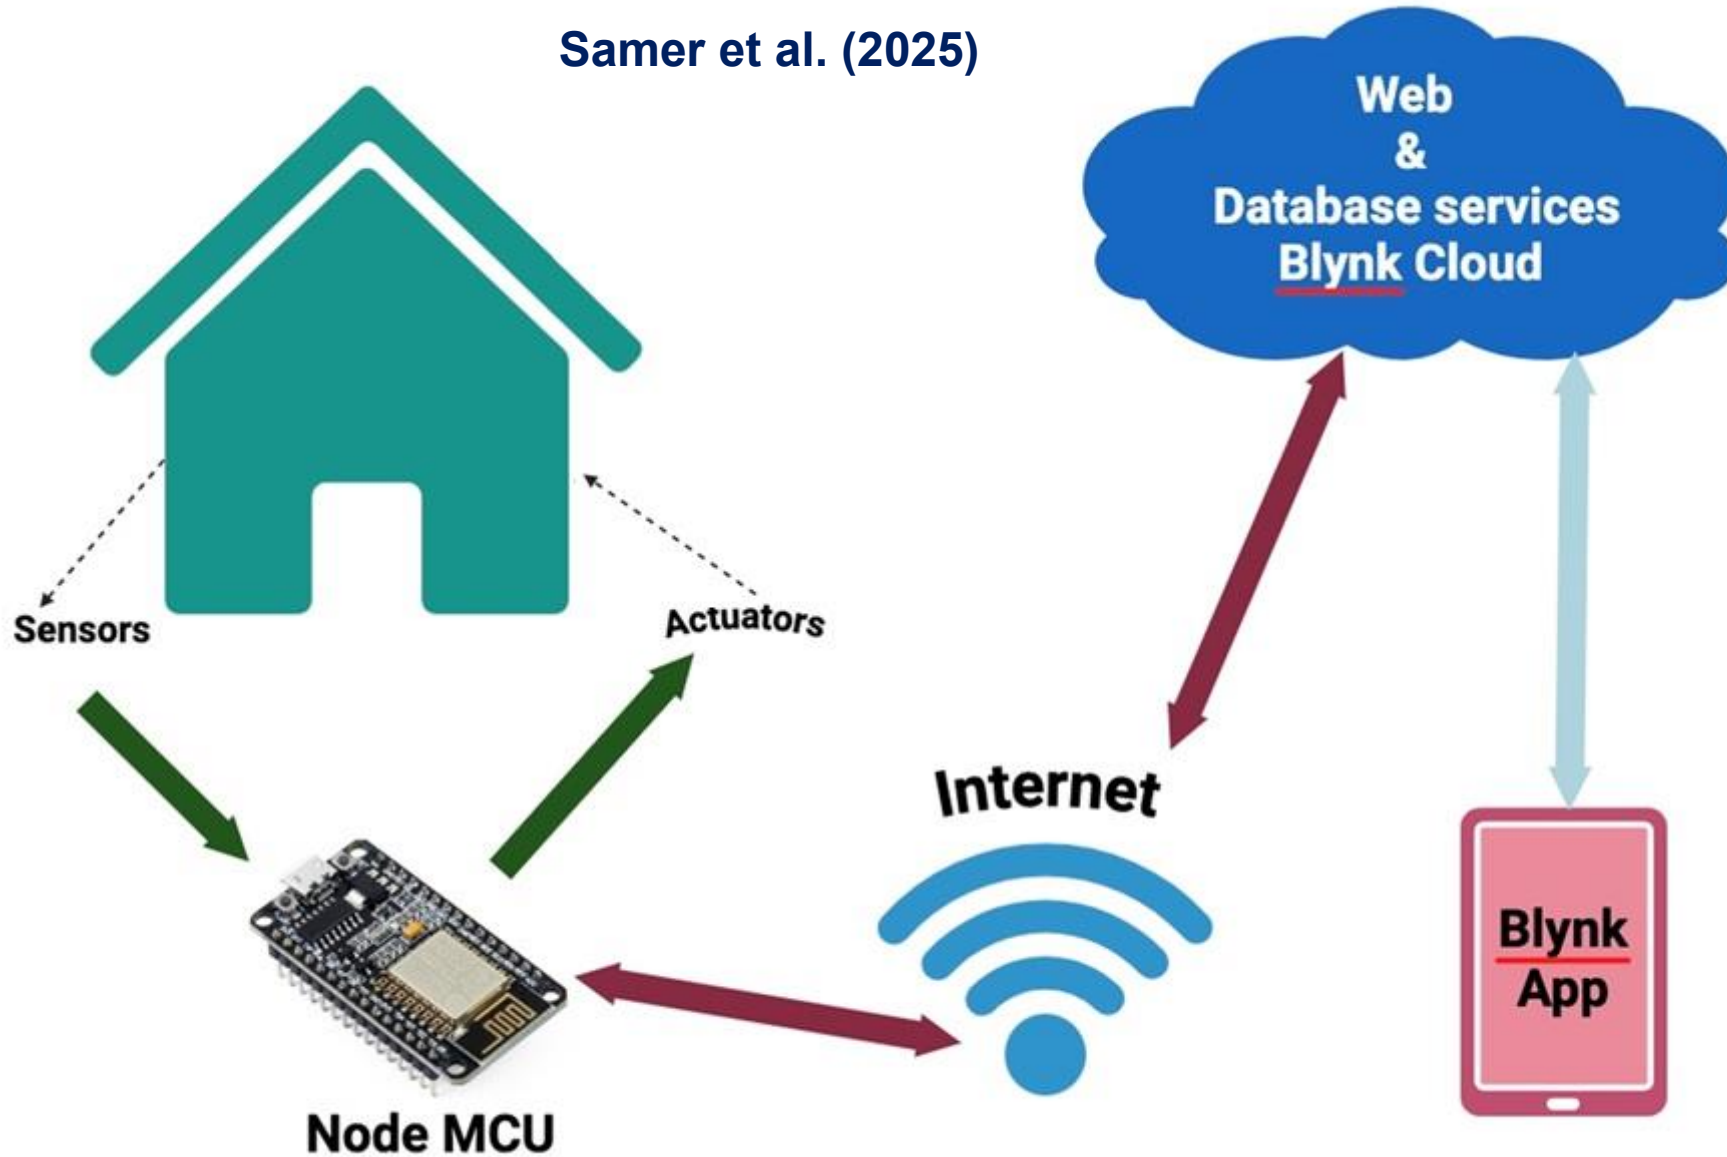 Samer et al. (2025)
Web
&
Database services
Blynk Cloud
Sensors
Actuators
Internet
Blynk
App
Node MCU